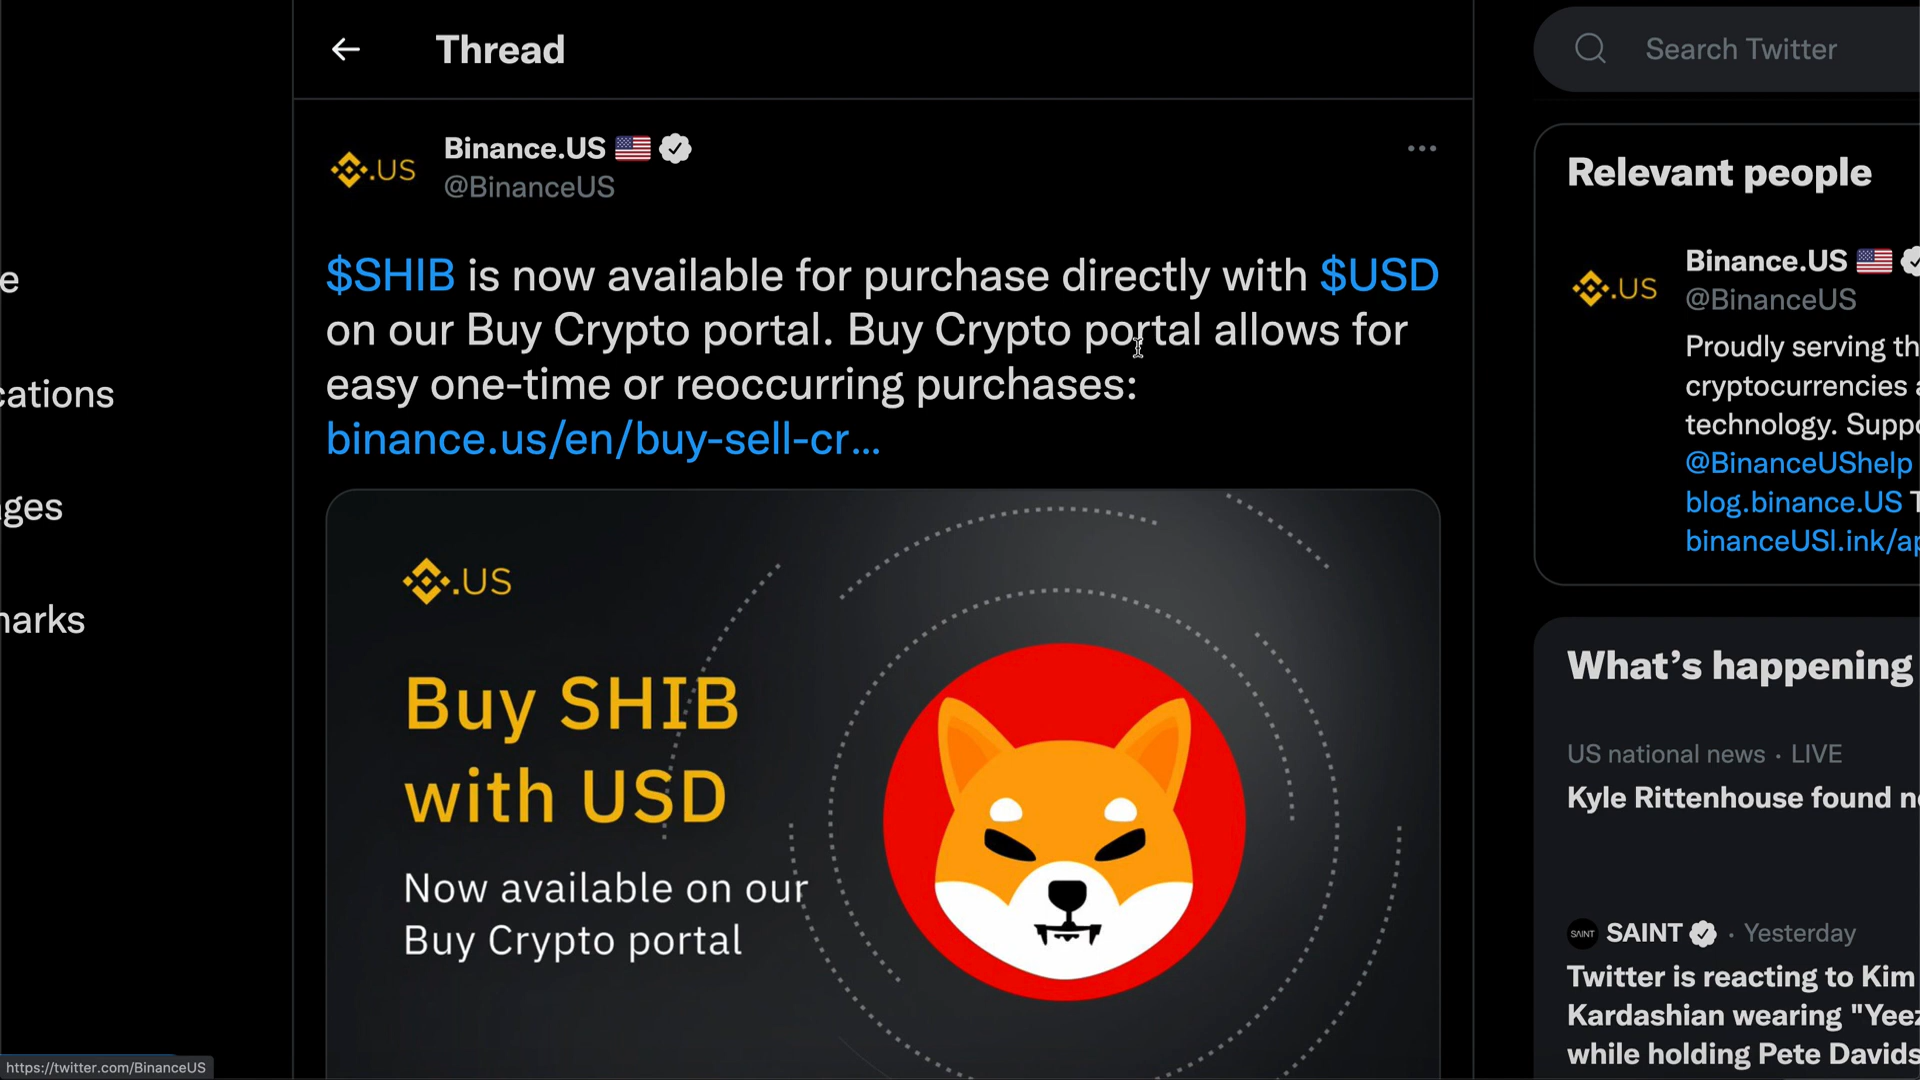 Thread
Search Twitter
.US
Binance.US
@BinanceUS
$SHIB is now available for purchase directly with $USD
on our Buy Crypto portal. Buy Crypto portal allows for
easy one-time or reoccurring purchases:
binance.us/en/buy-sell-cr...
.US
Buy SHIB
with USD
Now available on our
Buy Crypto portal
e
cations
ges
arks
Relevant people
.US
Binance.US
@BinanceUS
Proudly serving th
cryptocurrencies a
technology. Suppo
@BinanceUShelp
blog.binance.US T
binanceUSl.ink/ap
What’s happening
US national news · LIVE
Kyle Rittenhouse found n
SAINT SAINT · Yesterday
Twitter is reacting to Kim
Kardashian wearing "Yeez
while holding Pete Davids
https://twitter.com/BinanceUS